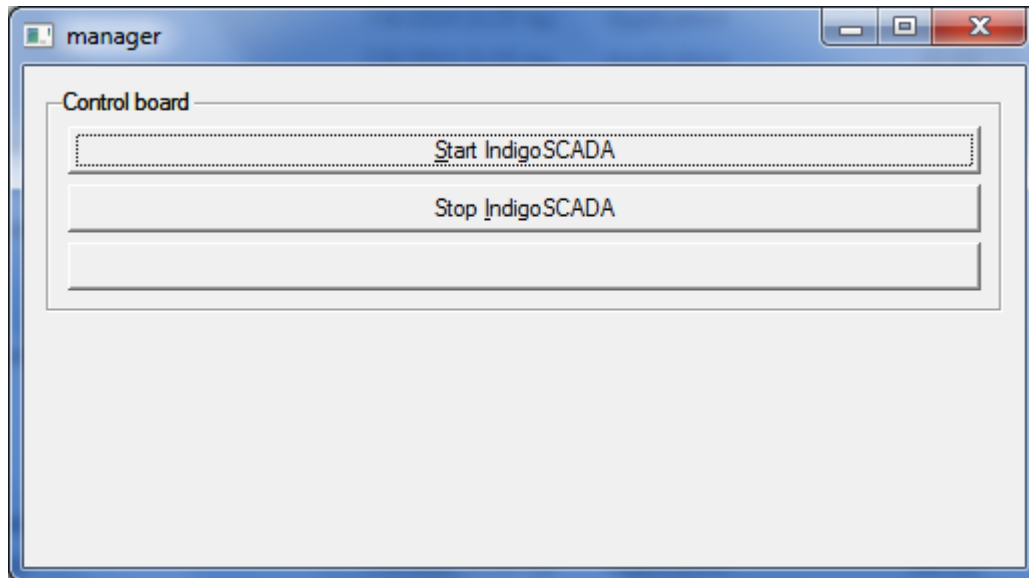 manager
Control board
Start IndigoSCADA
Stop IndigoSCADA